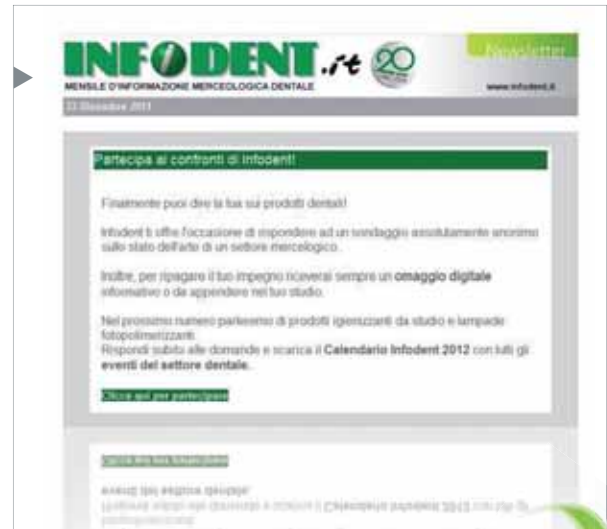 INFODENT.it 20
Newsletter
MENSILE D'INFORMAZIONE MERCEOLOGICA DENTALE
www.infodent.it
Dicembre 2011
Partecipa ai confronti di infodent!
Finalmente puoi dire la tua sui prodotti dentali!
Infodent ti offre l'occasione di rispondere ad un sondaggio assolutamente anonimo
sullo stato dell'arte di un settore merceologico.
Inoltre, per ripagare il tuo impegno riceverai sempre un omaggio digitale
informativo o da appendere nel tuo studio.
Nel prossimo numero parleremo di prodotti igienizzanti da studio e lampade
fotopolimerizzanti.
Rispondi subito alle domande e scarica il Calendario Infodent 2012 con tutti gli
eventi del settore dentale.
Clicca qui per partecipare